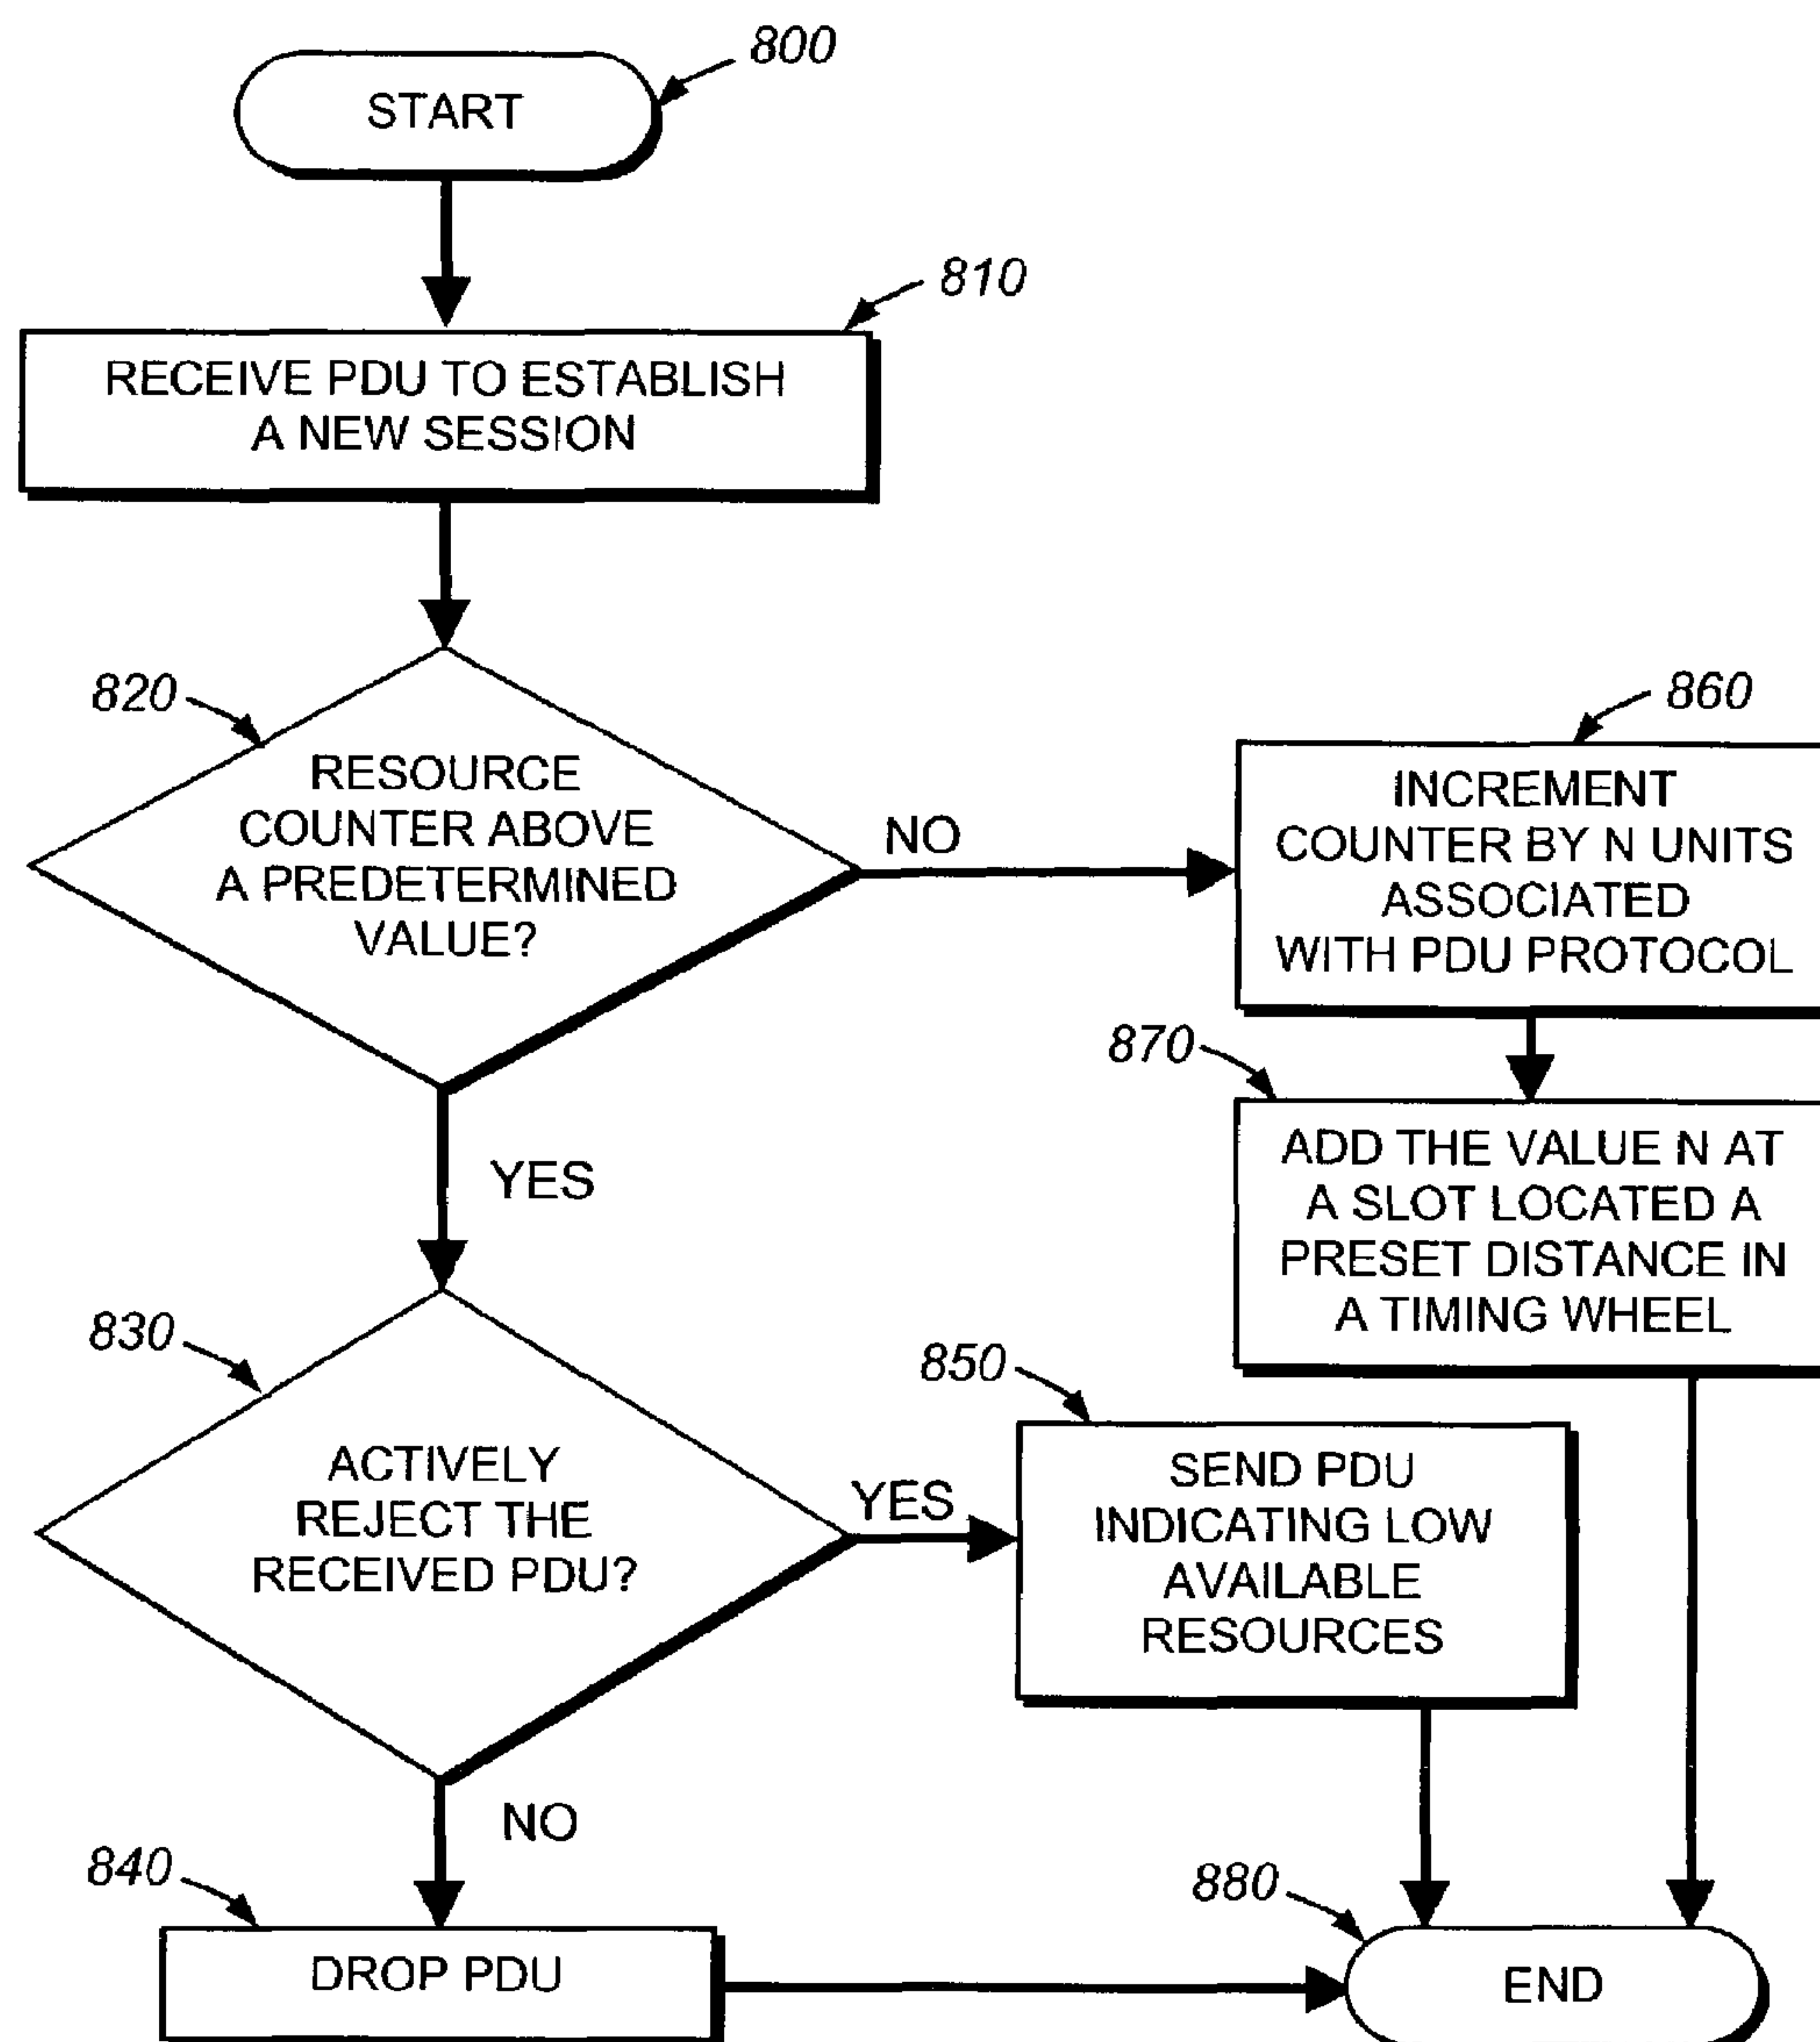 800
START
810
RECEIVE PDU TO ESTABLISH
A NEW SESSION
820
RESOURCE
COUNTER ABOVE
A PREDETERMINED
VALUE?
NO
860
INCREMENT
COUNTER BY N UNITS
ASSOCIATED
WITH PDU PROTOCOL
870
ADD THE VALUE N AT
A SLOT LOCATED A
PRESET DISTANCE IN
A TIMING WHEEL
YES
830
ACTIVELY
REJECT THE
RECEIVED PDU?
YES
850
SEND PDU
INDICATING LOW
AVAILABLE
RESOURCES
NO
840
DROP PDU
880
END